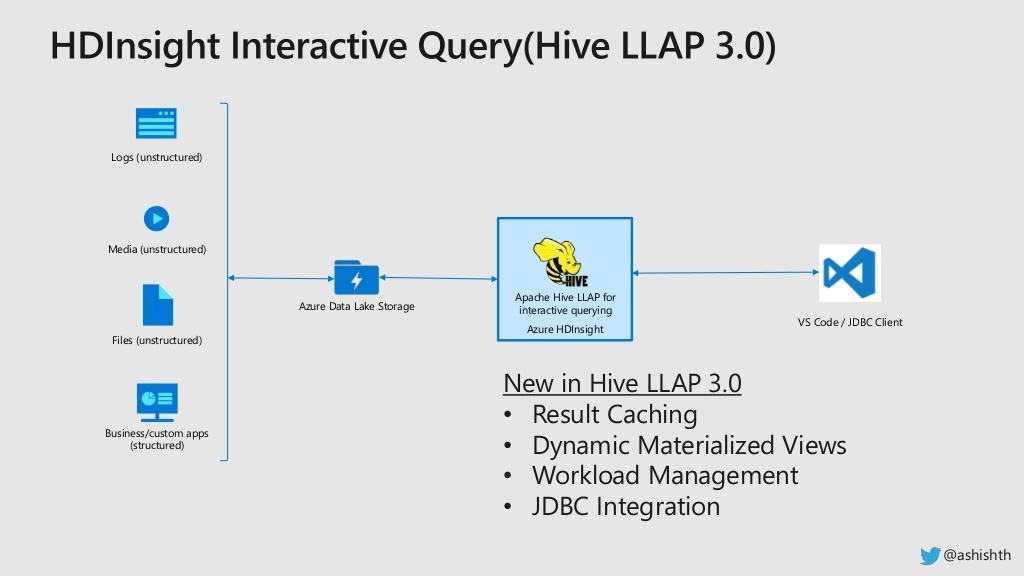 HDInsight Interactive Query(Hive LLAP 3.0)
Logs (unstructured)
Media (unstructured)
Files (unstructured)
Business/custom apps
(structured)
Azure Data Lake Storage
HIVE
Apache Hive LLAP for
interactive querying
Azure HDInsight
VS Code / JDBC Client
New in Hive LLAP 3.0
• Result Caching
• Dynamic Materialized Views
• Workload Management
• JDBC Integration
@ashishth